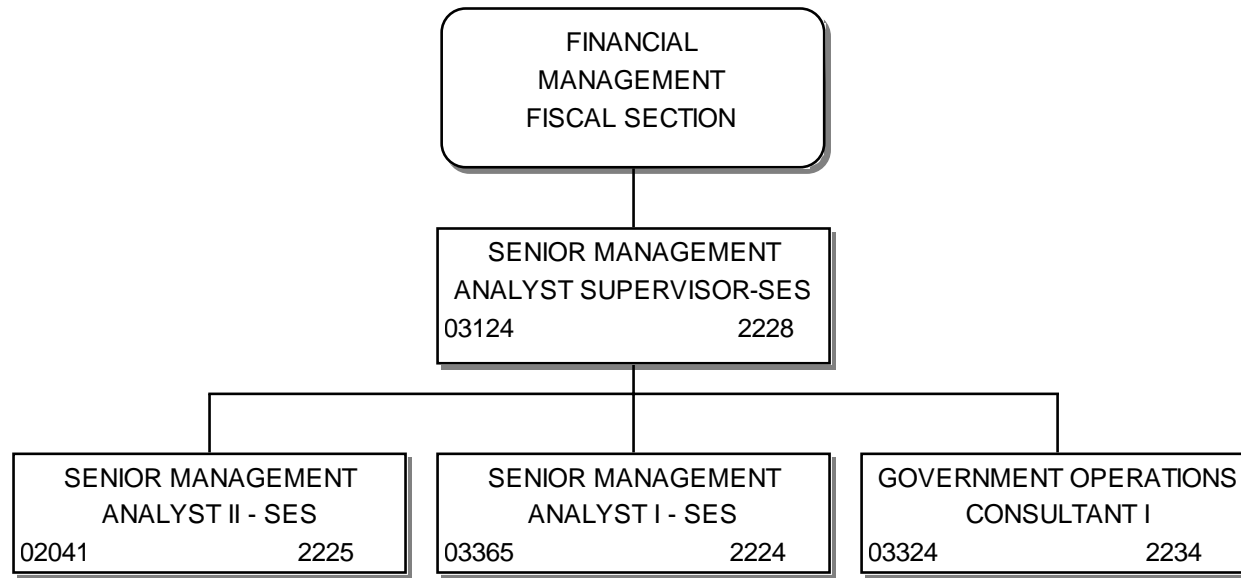 FINANCIAL
MANAGEMENT
FISCAL SECTION
SENIOR MANAGEMENT
ANALYST SUPERVISOR-SES
03124 2228
SENIOR MANAGEMENT
ANALYST II - SES
02041 2225
SENIOR MANAGEMENT
ANALYST I - SES
03365 2224
GOVERNMENT OPERATIONS
CONSULTANT I
03324 2234